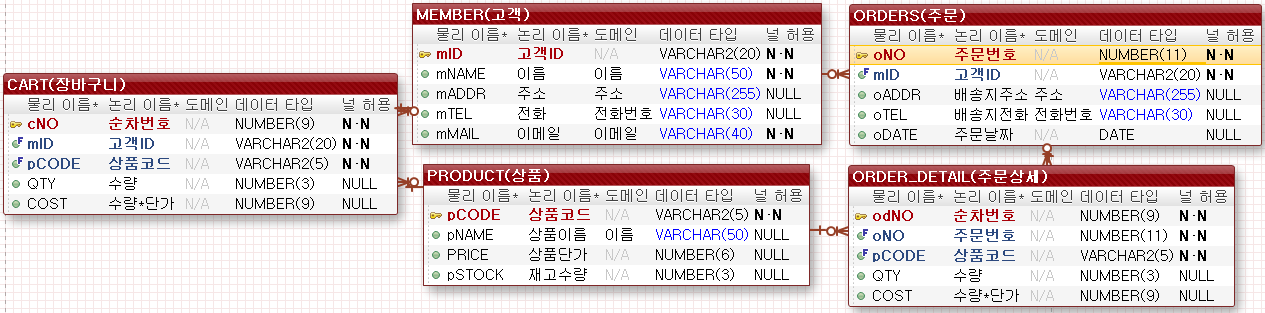 MEMBER(고객)
물리 이름* 논리 이름* 도메인 데이터 타입 널 허용
mID 고객ID N/A VARCHAR2(20) N·N
mNAME 이름 이름 VARCHAR(50) N·N
mADDR 주소 주소 VARCHAR(255) NULL
mTEL 전화 전화번호 VARCHAR(30) NULL
mMAIL 이메일 이메일 VARCHAR(40) N·N
ORDERS(주문)
물리 이름* 논리 이름* 도메인 데이터 타입 널 허용
oNO 주문번호 N/A NUMBER(11) N·N
mID 고객ID N/A VARCHAR2(20) N·N
oADDR 배송지주소 주소 VARCHAR(255) NULL
oTEL 배송지전화 전화번호 VARCHAR(30) NULL
oDATE 주문날짜 N/A DATE NULL
CART(장바구니)
물리 이름* 논리 이름* 도메인 데이터 타입 널 허용
cNO 순차번호 N/A NUMBER(9) N·N
mID 고객ID N/A VARCHAR2(20) N·N
pCODE 상품코드 N/A VARCHAR2(5) N·N
QTY 수량 N/A NUMBER(3) NULL
COST 수량*단가 N/A NUMBER(9) NULL
PRODUCT(상품)
물리 이름* 논리 이름* 도메인 데이터 타입 널 허용
pCODE 상품코드 N/A VARCHAR2(5) N·N
pNAME 상품이름 이름 VARCHAR(50) NULL
PRICE 상품단가 N/A NUMBER(6) NULL
pSTOCK 재고수량 N/A NUMBER(3) NULL
ORDER_DETAIL(주문상세)
물리 이름* 논리 이름* 도메인 데이터 타입 널 허용
odNO 순차번호 N/A NUMBER(9) N·N
oNO 주문번호 N/A NUMBER(11) N·N
pCODE 상품코드 N/A VARCHAR2(5) N·N
QTY 수량 N/A NUMBER(3) NULL
COST 수량*단가 N/A NUMBER(9) NULL